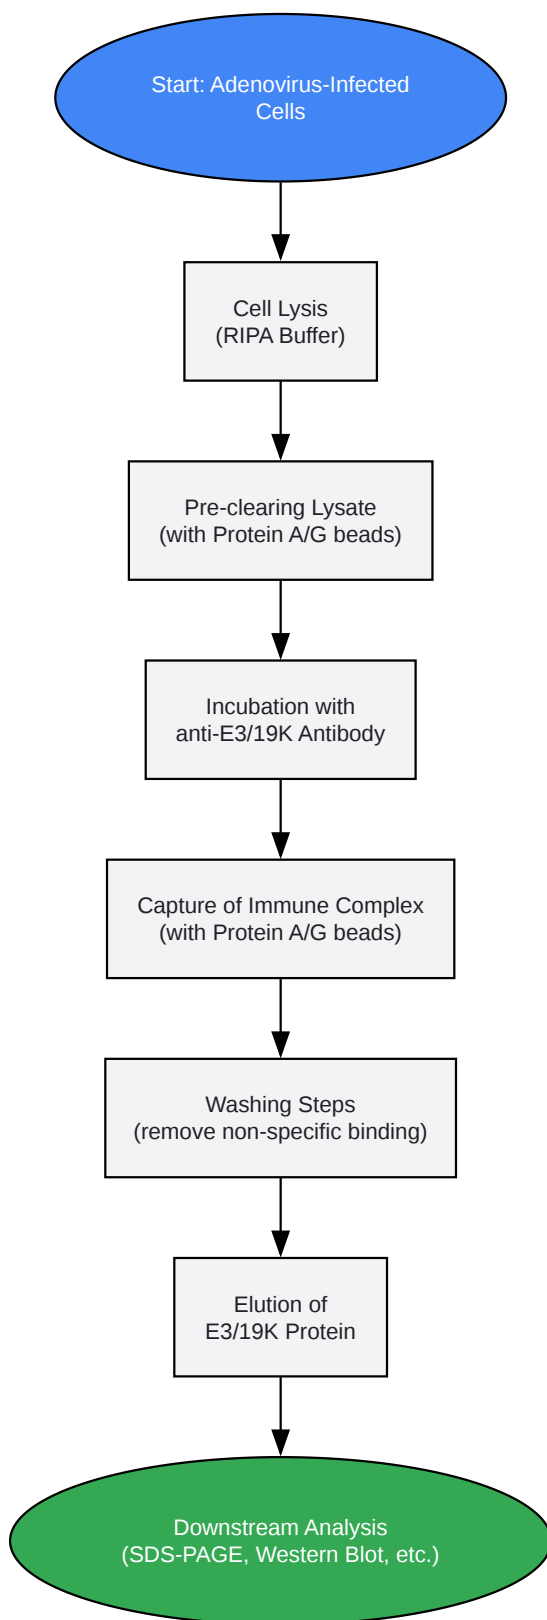 Start: Adenovirus-Infected
Cells
Cell Lysis
(RIPA Buffer)
Pre-clearing Lysate
(with Protein A/G beads)
Incubation with
anti-E3/19K Antibody
Capture of Immune Complex
(with Protein A/G beads)
Washing Steps
(remove non-specific binding)
Elution of
E3/19K Protein
Downstream Analysis
(SDS-PAGE, Western Blot, etc.)